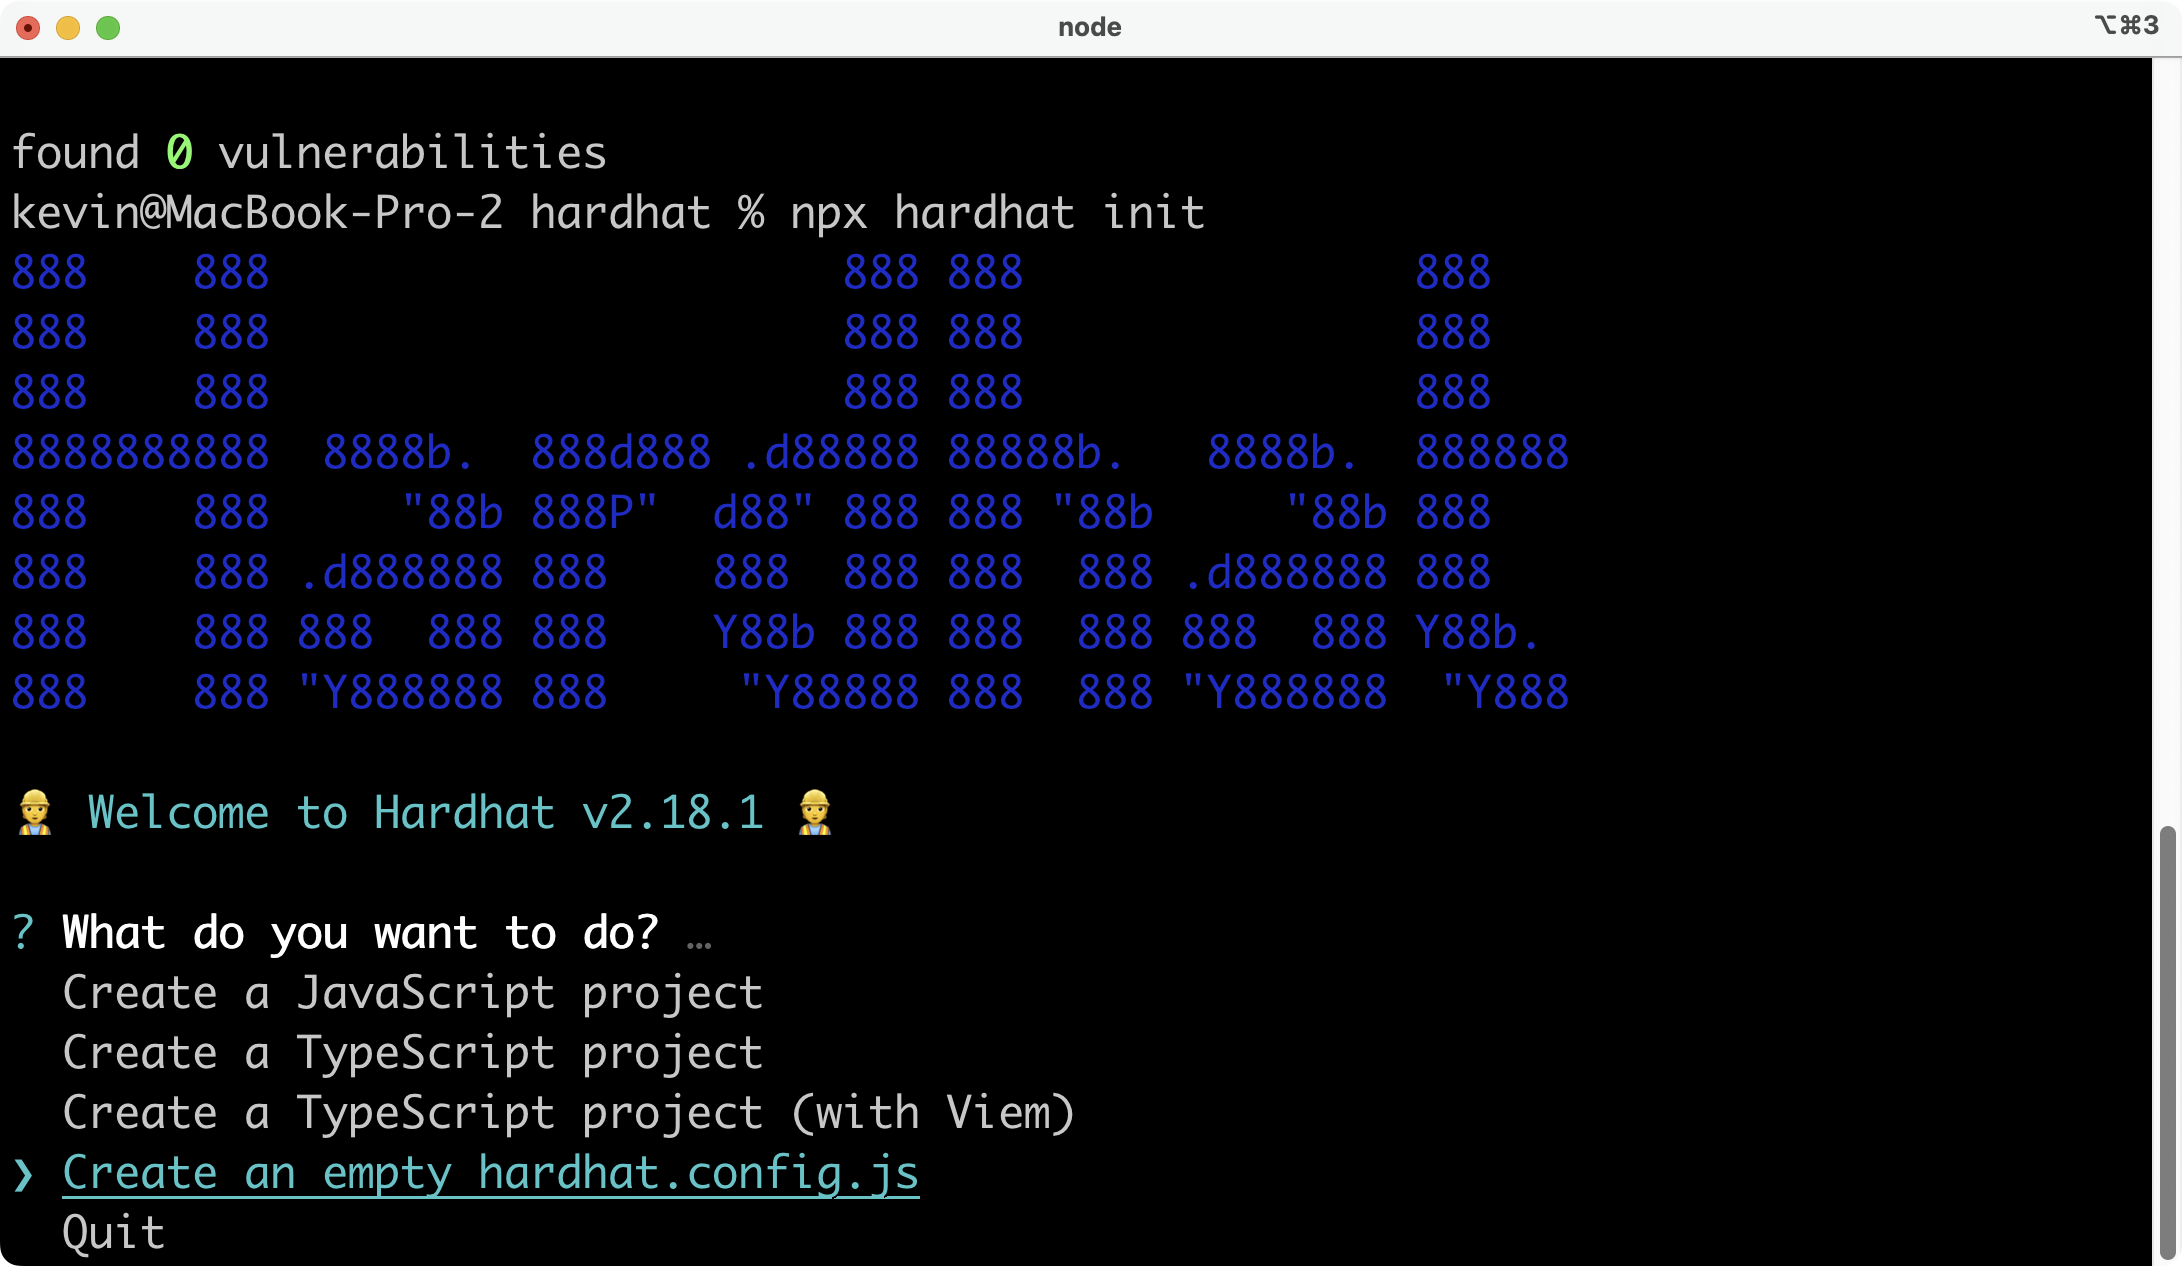 node ⌥⌘3
found 0 vulnerabilities
kevin@MacBook-Pro-2 hardhat % npx hardhat init
888    888                      888 888               888
888    888                      888 888               888
888    888                      888 888               888
8888888888  8888b.  888d888 .d88888 88888b.   8888b.  888888
888    888     "88b 888P"  d88" 888 888 "88b     "88b 888
888    888 .d888888 888    888  888 888  888 .d888888 888
888    888 888  888 888    Y88b 888 888  888 888  888 Y88b.
888    888 "Y888888 888     "Y88888 888  888 "Y888888  "Y888
👷 Welcome to Hardhat v2.18.1 👷
? What do you want to do? …
Create a JavaScript project
Create a TypeScript project
Create a TypeScript project (with Viem)
❯ Create an empty hardhat.config.js
Quit